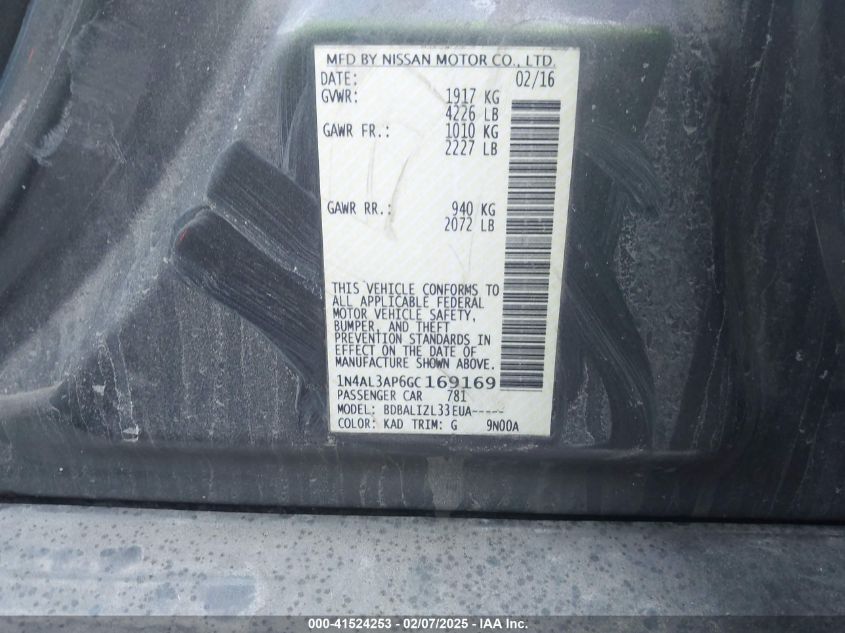 MFD BY NISSAN MOTOR CO., LTD.
DATE: 02/16
GVWR: 1917 KG
4226 LB
GAWR FR.: 1010 KG
2227 LB
GAWR RR.: 940 KG
2072 LB
THIS VEHICLE CONFORMS TO
ALL APPLICABLE FEDERAL
MOTOR VEHICLE SAFETY,
BUMPER, AND THEFT
PREVENTION STANDARDS IN
EFFECT ON THE DATE OF
MANUFACTURE SHOWN ABOVE.
1N4AL3AP6GC169169
PASSENGER CAR 781
MODEL: BDBALIZL33EUA-----
COLOR: KAD TRIM: G 9N00A
000-41524253 - 02/07/2025 - IAA Inc.